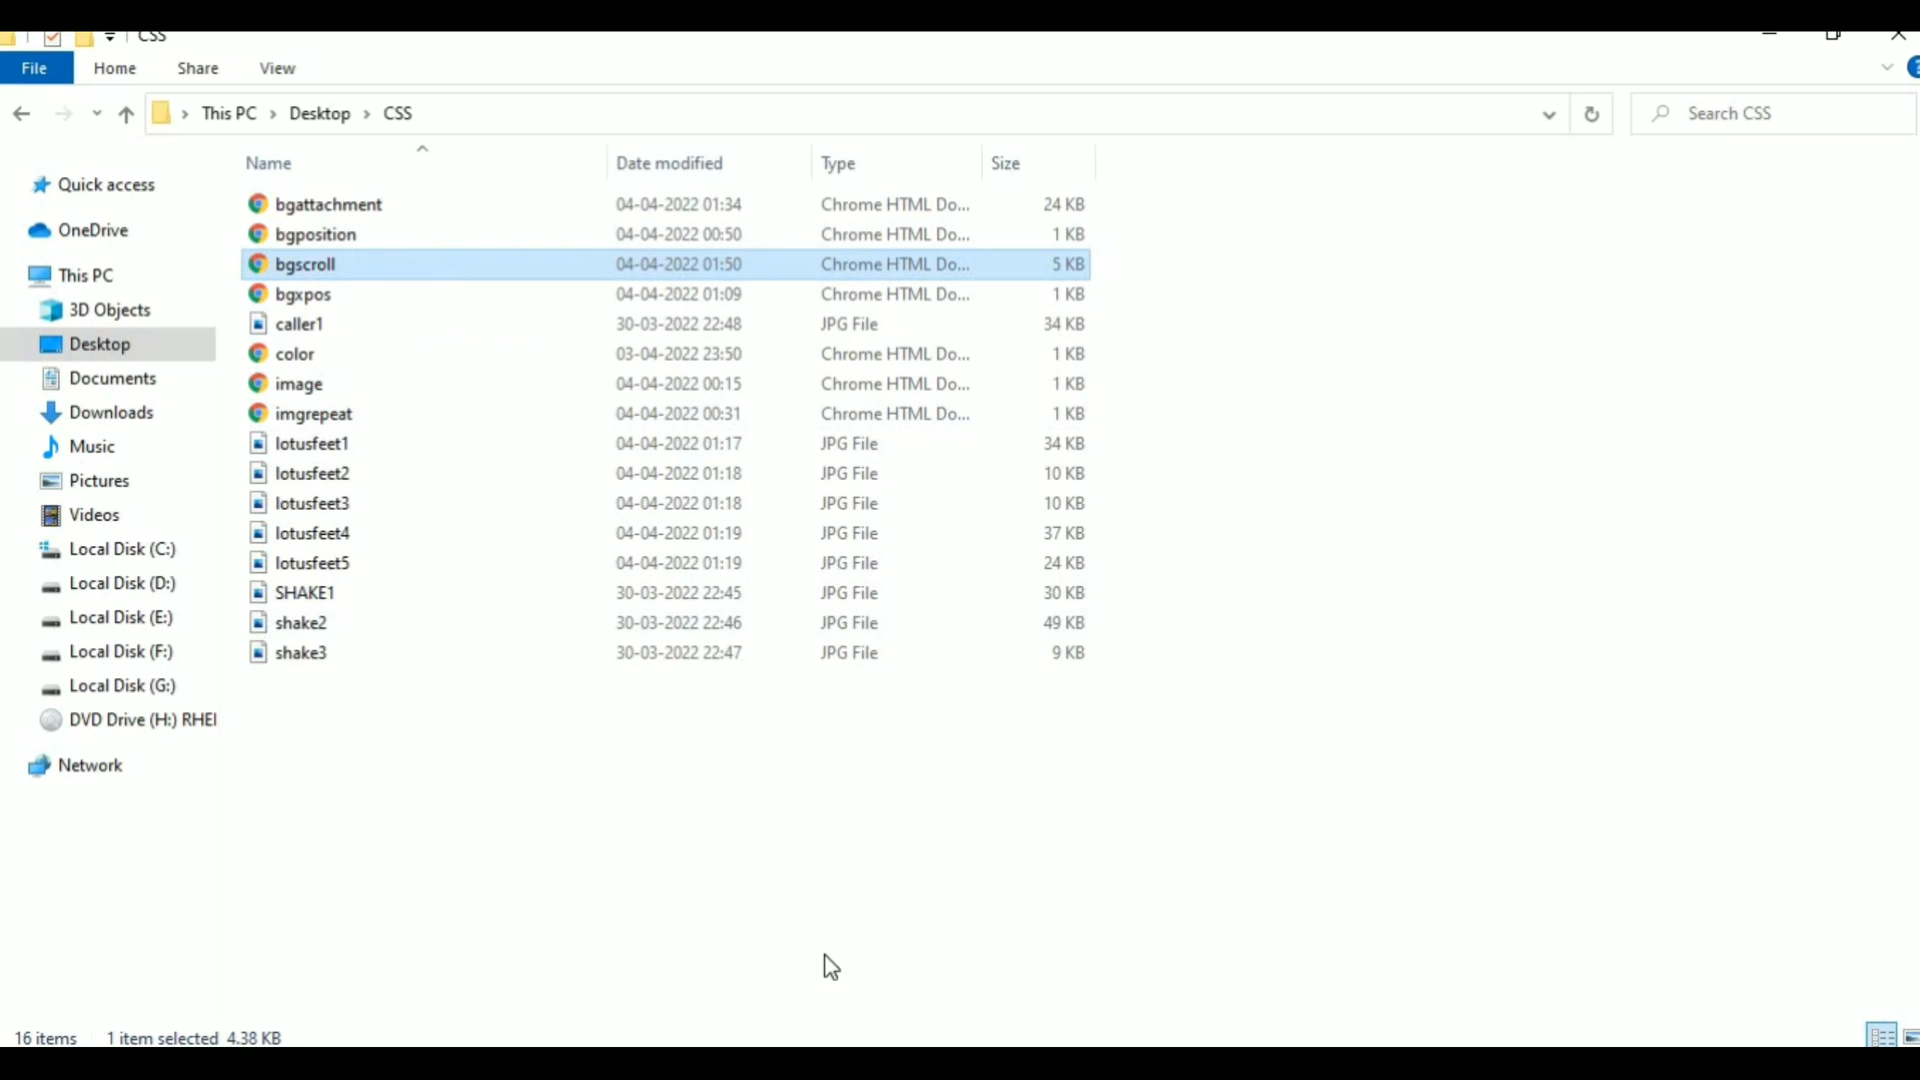 CSS
File Home Share View
This PC Desktop CSS Search CSS
Name Date modified Type Size
Quick access
OneDrive
This PC
3D Objects
Desktop
Documents
Downloads
Music
Pictures
Videos
Local Disk (C:)
Local Disk (D:)
Local Disk (E:)
Local Disk (F:)
Local Disk (G:)
DVD Drive (H:) RHEI
Network
bgattachment 04-04-2022 01:34 Chrome HTML Do... 24 KB
bgposition 04-04-2022 00:50 Chrome HTML Do... 1 KB
bgscroll 04-04-2022 01:50 Chrome HTML Do... 5 KB
bgxpos 04-04-2022 01:09 Chrome HTML Do... 1 KB
caller1 30-03-2022 22:48 JPG File 34 KB
color 03-04-2022 23:50 Chrome HTML Do... 1 KB
image 04-04-2022 00:15 Chrome HTML Do... 1 KB
imgrepeat 04-04-2022 00:31 Chrome HTML Do... 1 KB
lotusfeet1 04-04-2022 01:17 JPG File 34 KB
lotusfeet2 04-04-2022 01:18 JPG File 10 KB
lotusfeet3 04-04-2022 01:18 JPG File 10 KB
lotusfeet4 04-04-2022 01:19 JPG File 37 KB
lotusfeet5 04-04-2022 01:19 JPG File 24 KB
SHAKE1 30-03-2022 22:45 JPG File 30 KB
shake2 30-03-2022 22:46 JPG File 49 KB
shake3 30-03-2022 22:47 JPG File 9 KB
16 items 1 item selected 4.38 KB